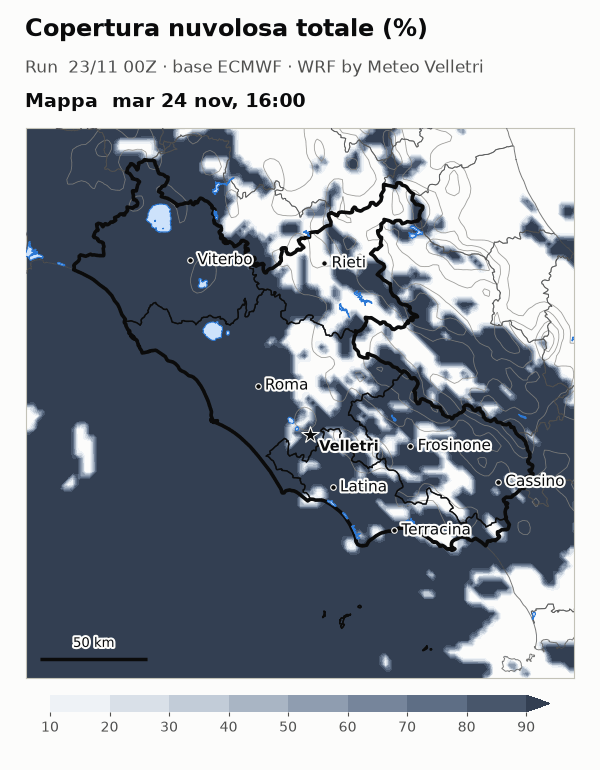 Copertura nuvolosa totale (%)
Run 23/11 00Z · base ECMWF · WRF by Meteo Velletri
Mappa mar 24 nov, 16:00
Viterbo
Rieti
Roma
Velletri
Frosinone
Cassino
Latina
Terracina
50 km
10 20 30 40 50 60 70 80 90